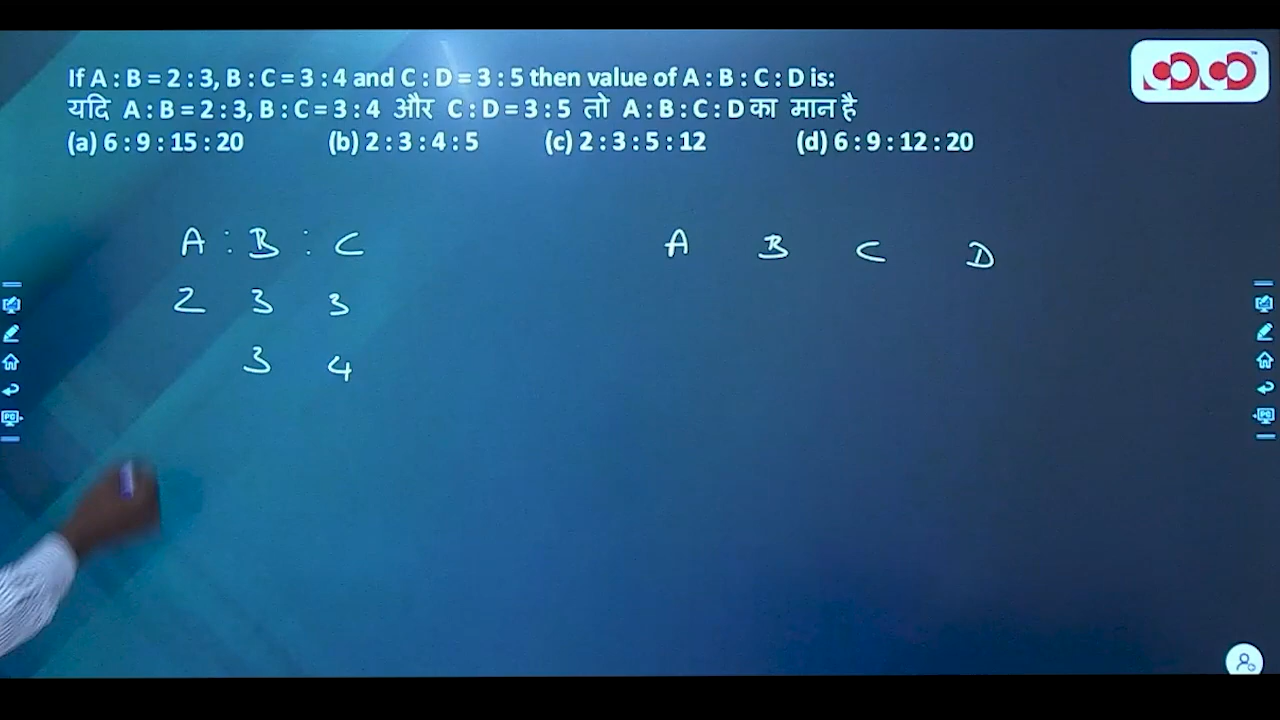 If A : B = 2 : 3, B : C = 3 : 4 and C : D = 3 : 5 then value of A : B : C : D is:
यदि A : B = 2 : 3, B : C = 3 : 4 और C : D = 3 : 5 तो A : B : C : D का मान है
(a) 6 : 9 : 15 : 20 (b) 2 : 3 : 4 : 5 (c) 2 : 3 : 5 : 12 (d) 6 : 9 : 12 : 20
A : B : C A B C D
2 3 3
3 4